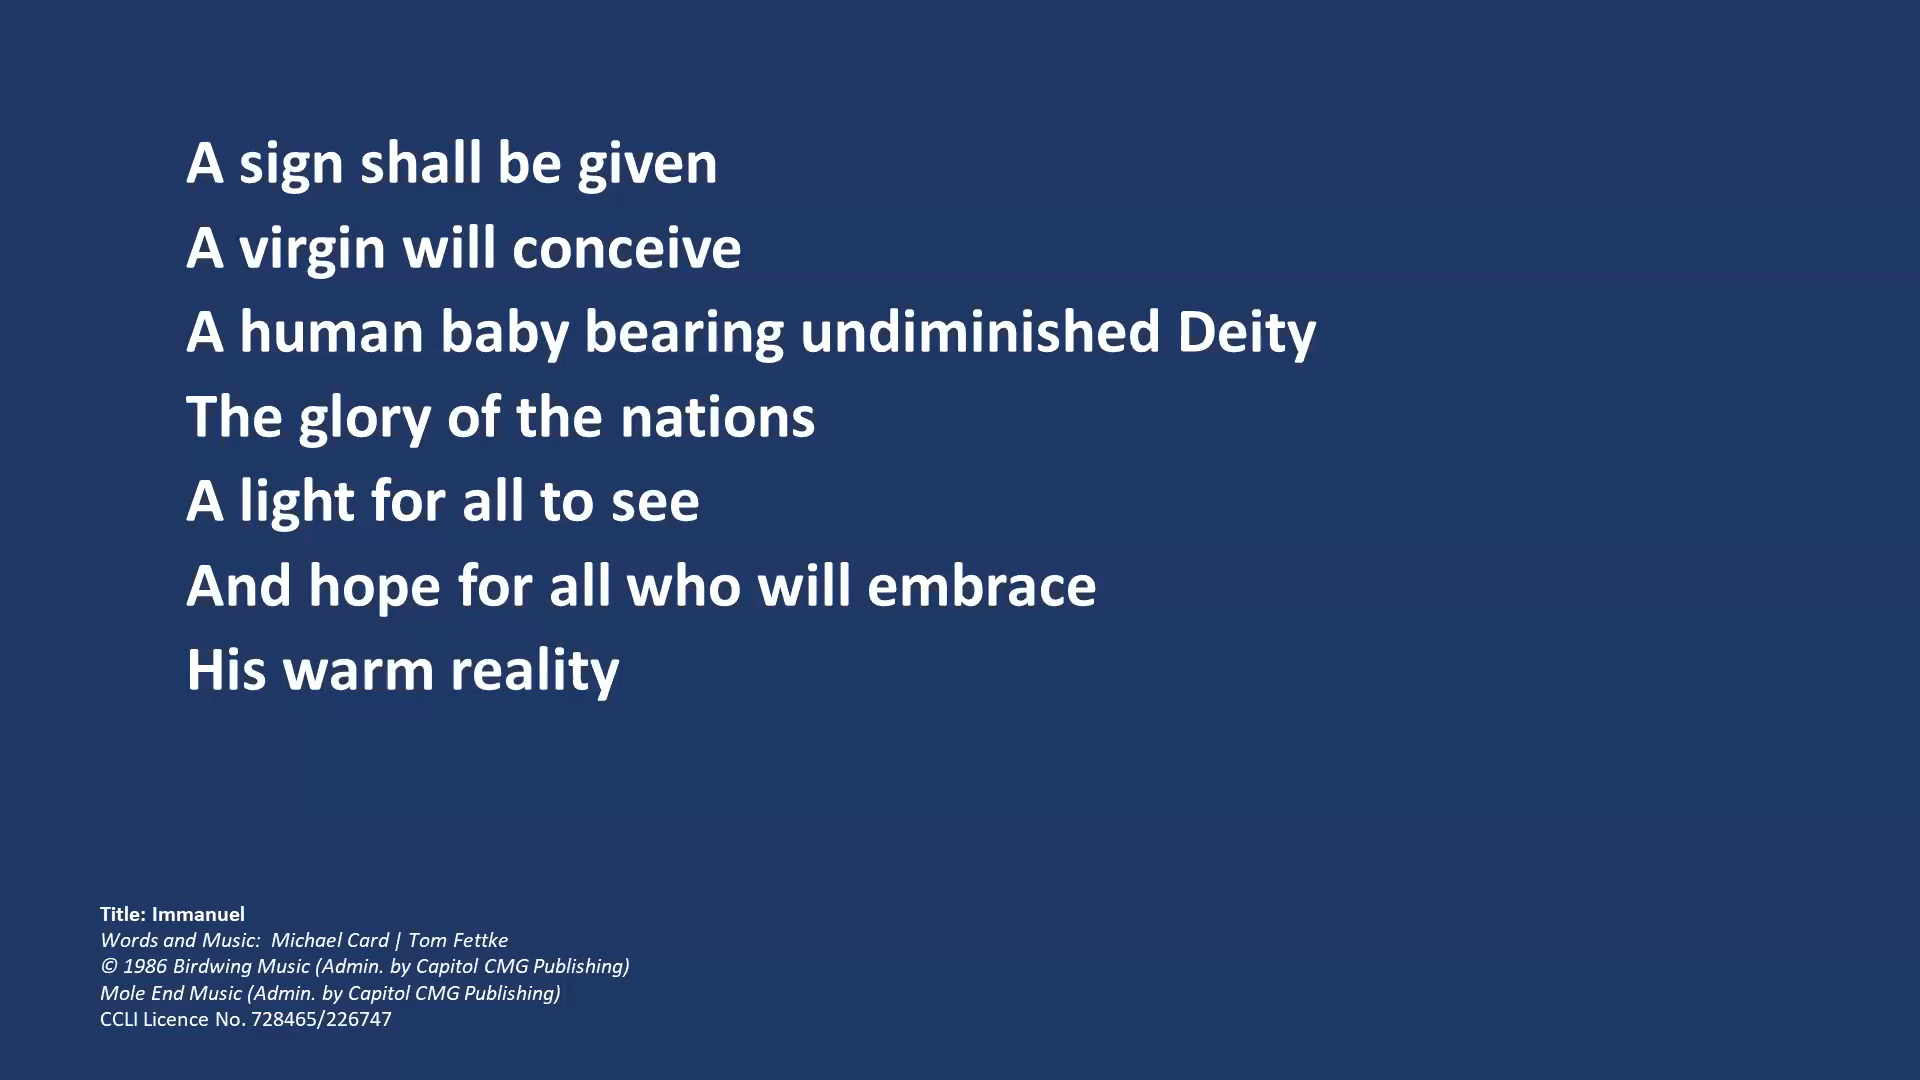 A sign shall be given
A virgin will conceive
A human baby bearing undiminished Deity
The glory of the nations
A light for all to see
And hope for all who will embrace
His warm reality
Title: Immanuel
Words and Music:  Michael Card | Tom Fettke
© 1986 Birdwing Music (Admin. by Capitol CMG Publishing)
Mole End Music (Admin. by Capitol CMG Publishing)
CCLI Licence No. 728465/226747